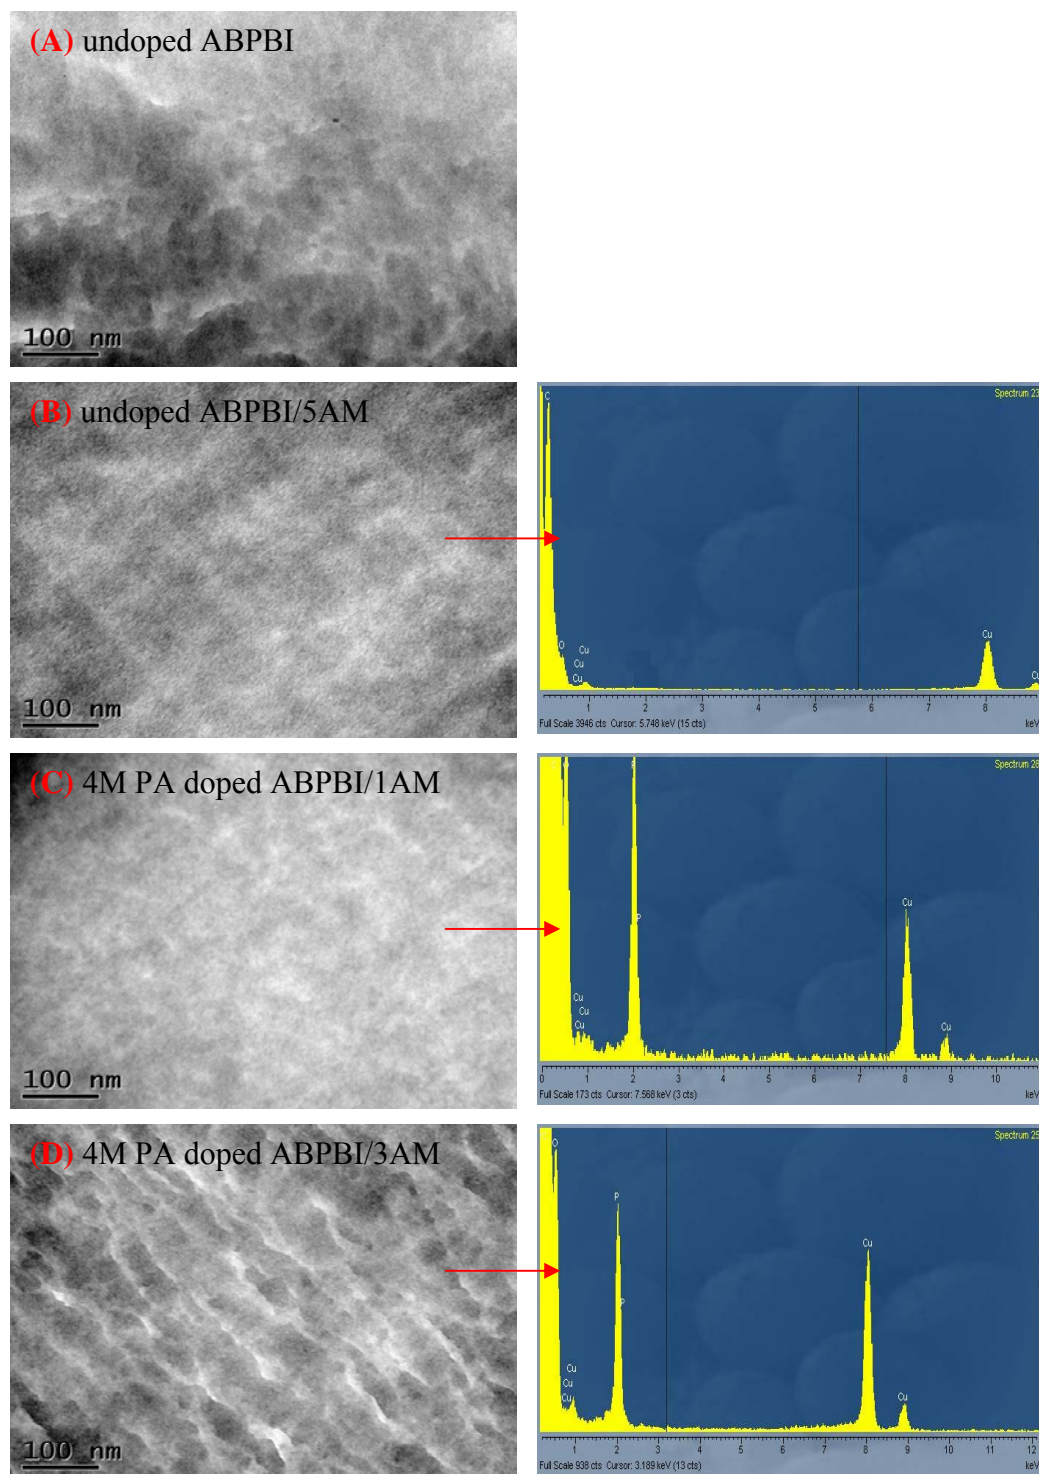 (A) undoped ABPBI
100 nm
(B) undoped ABPBI/5AM
100 nm
Spectrum 23
C
O
Cu
Cu
Cu
Cu
Cu
1 2 3 4 5 6 7 8
Full Scale 3946 cts Cursor: 5.748 keV (15 cts)
keV
(C) 4M PA doped ABPBI/1AM
100 nm
Spectrum 28
P
Cu
Cu
Cu
Cu
Cu
0 1 2 3 4 5 6 7 8 9 10
Full Scale 173 cts Cursor: 7.568 keV (3 cts)
keV
(D) 4M PA doped ABPBI/3AM
100 nm
Spectrum 25
O
P
P
Cu
Cu
Cu
Cu
Cu
1 2 3 4 5 6 7 8 9 10 11 12
Full Scale 938 cts Cursor: 3.189 keV (13 cts)
keV